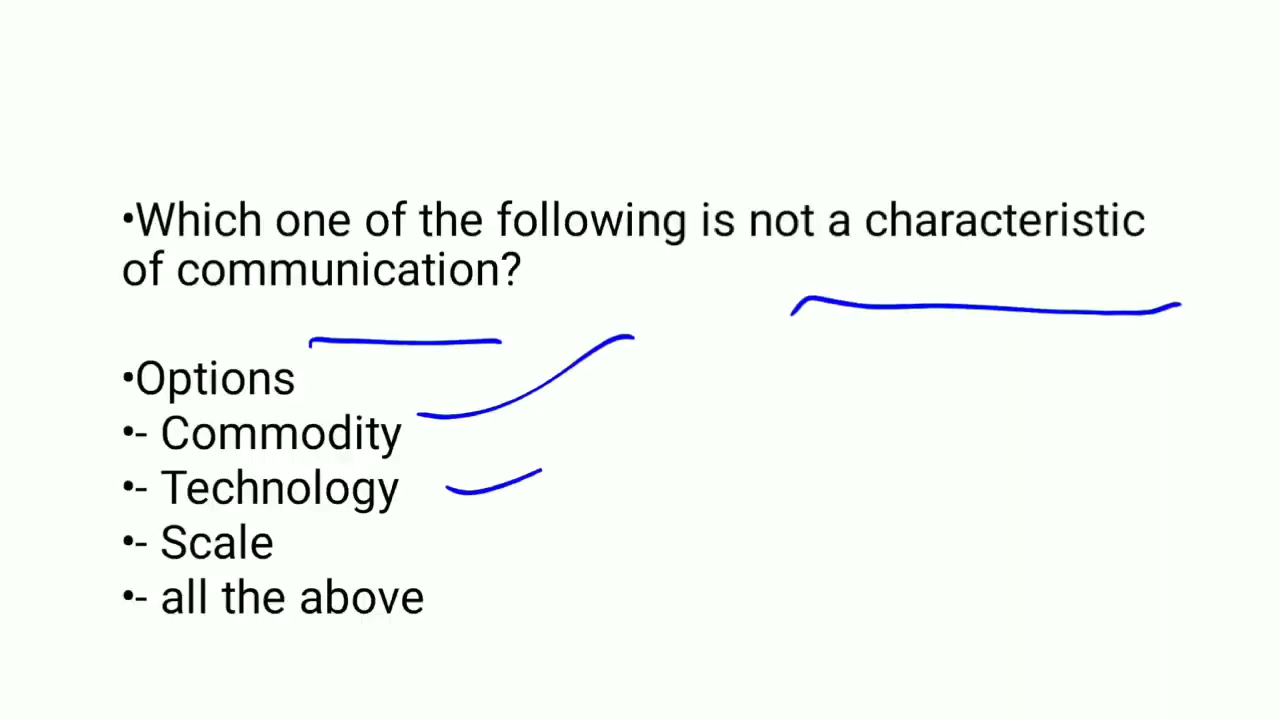 •Which one of the following is not a characteristic
of communication?
•Options
•- Commodity
•- Technology
•- Scale
•- all the above